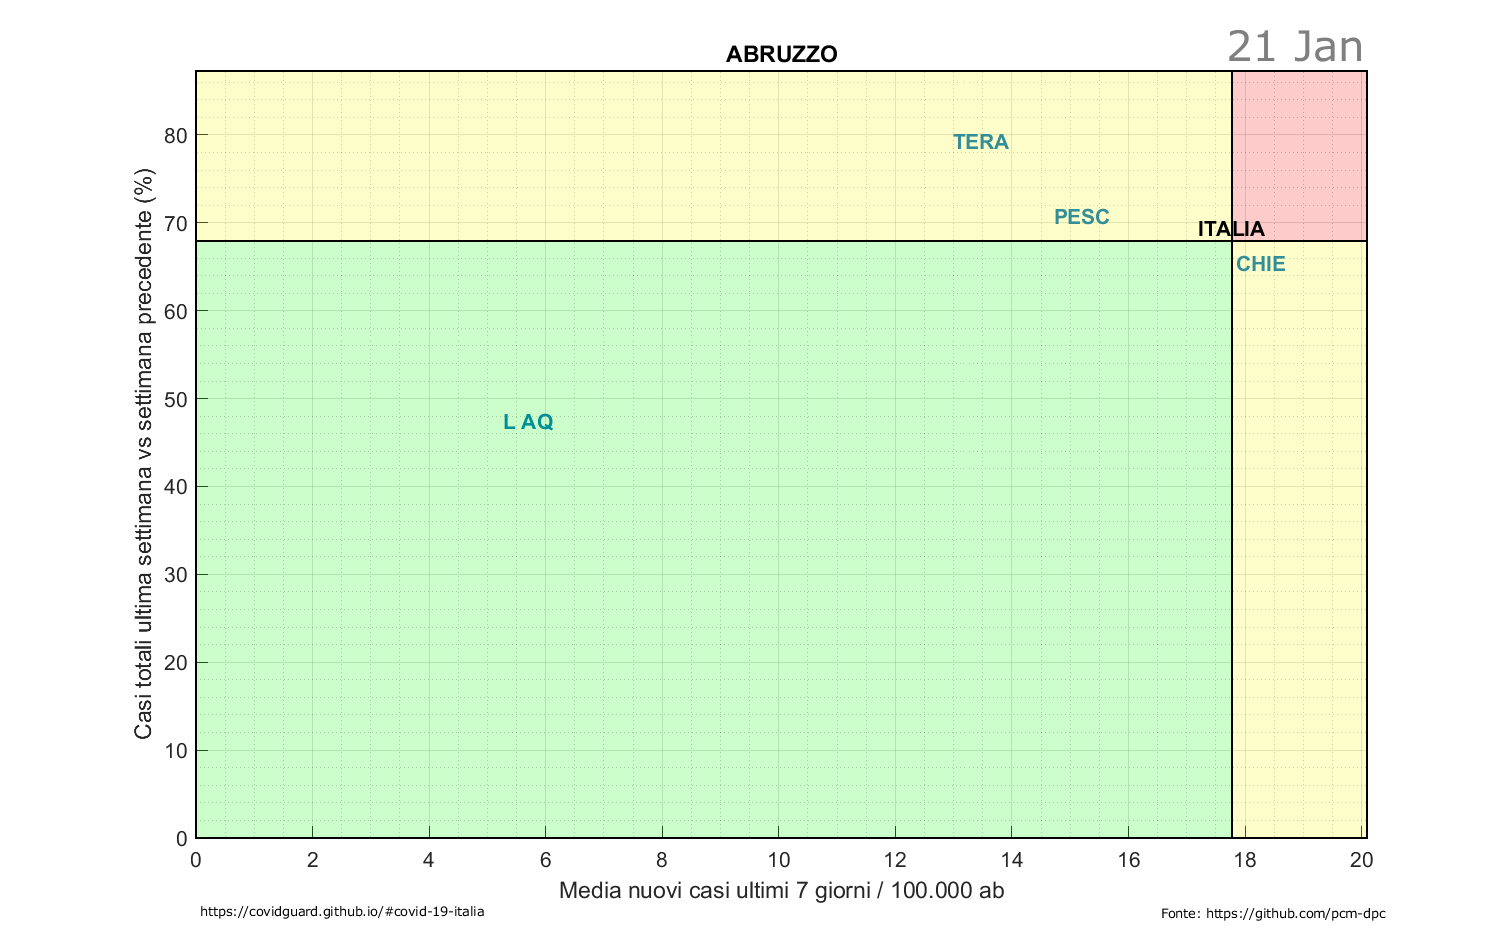 21 Jan
ABRUZZO
Casi totali ultima settimana vs settimana precedente (%)
80
70
60
50
40
30
20
10
0
TERA
PESC
ITALIA
CHIE
L AQ
0 2 4 6 8 10 12 14 16 18 20
Media nuovi casi ultimi 7 giorni / 100.000 ab
https://covidguard.github.io/#covid-19-italia
Fonte: https://github.com/pcm-dpc